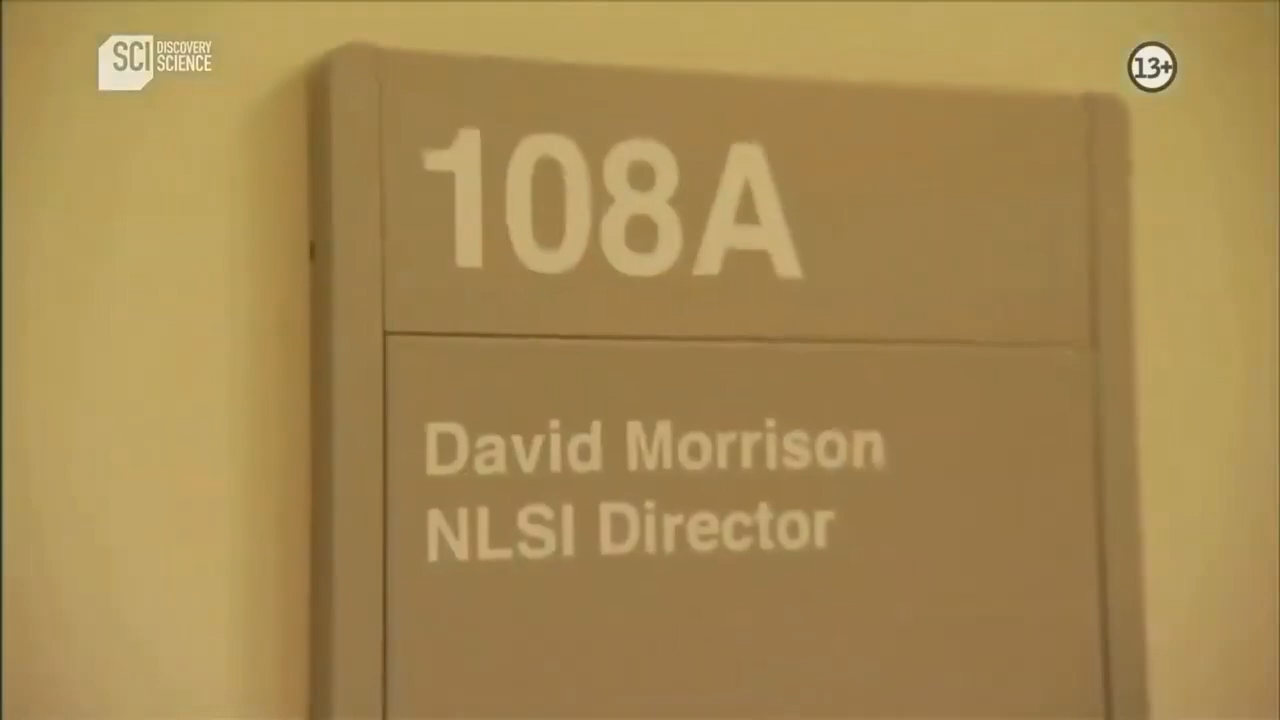 SCI DISCOVERY
SCIENCE
13+
108A
David Morrison
NLSI Director